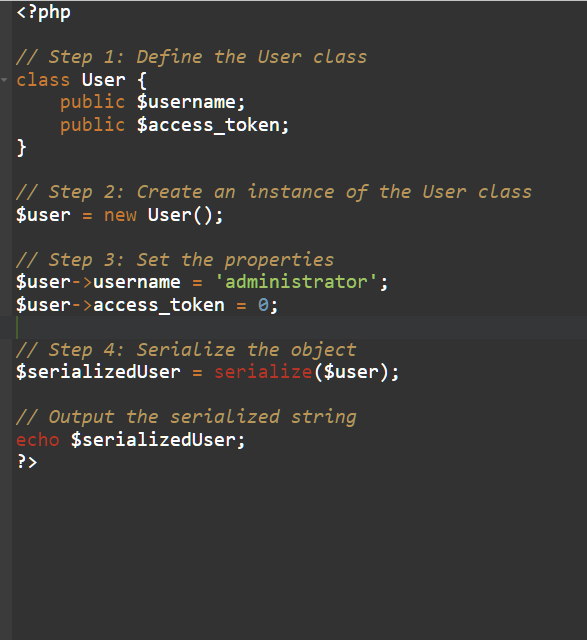 <?php
// Step 1: Define the User class
class User {
    public $username;
    public $access_token;
}
// Step 2: Create an instance of the User class
$user = new User();
// Step 3: Set the properties
$user->username = 'administrator';
$user->access_token = 0;
// Step 4: Serialize the object
$serializedUser = serialize($user);
// Output the serialized string
echo $serializedUser;
?>